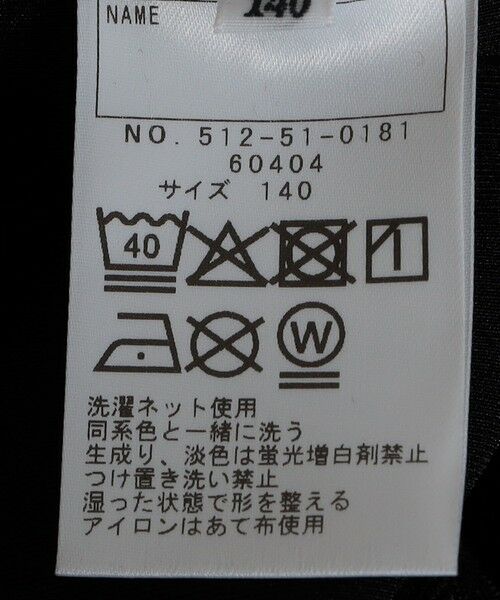 140
NAME
NO. 512-51-0181
60404
サイズ 140
40
W
洗濯ネット使用
同系色と一緒に洗う
生成り、淡色は蛍光増白剤禁止
つけ置き洗い禁止
湿った状態で形を整える
アイロンはあて布使用